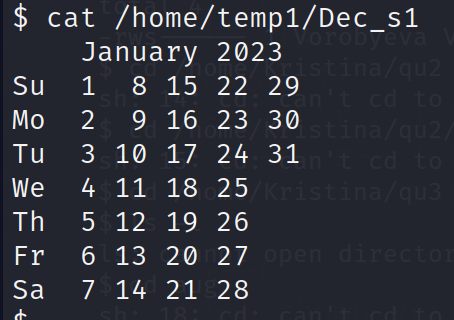 $ cat /home/temp1/Dec_s1
    January 2023
Su  1  8 15 22 29
Mo  2  9 16 23 30
Tu  3 10 17 24 31
We  4 11 18 25
Th  5 12 19 26
Fr  6 13 20 27
Sa  7 14 21 28
$